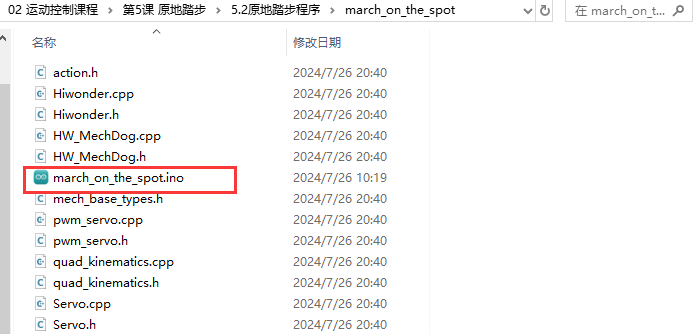 02 运动控制课程 > 第5课 原地踏步 > 5.2原地踏步程序 > march_on_the_spot 在 march_on_t...
名称 修改日期
action.h 2024/7/26 20:40
Hiwonder.cpp 2024/7/26 20:40
Hiwonder.h 2024/7/26 20:40
HW_MechDog.cpp 2024/7/26 20:40
HW_MechDog.h 2024/7/26 20:40
march_on_the_spot.ino 2024/7/26 10:19
mech_base_types.h 2024/7/26 20:40
pwm_servo.cpp 2024/7/26 20:40
pwm_servo.h 2024/7/26 20:40
quad_kinematics.cpp 2024/7/26 20:40
quad_kinematics.h 2024/7/26 20:40
Servo.cpp 2024/7/26 20:40
Servo.h 2024/7/26 20:40